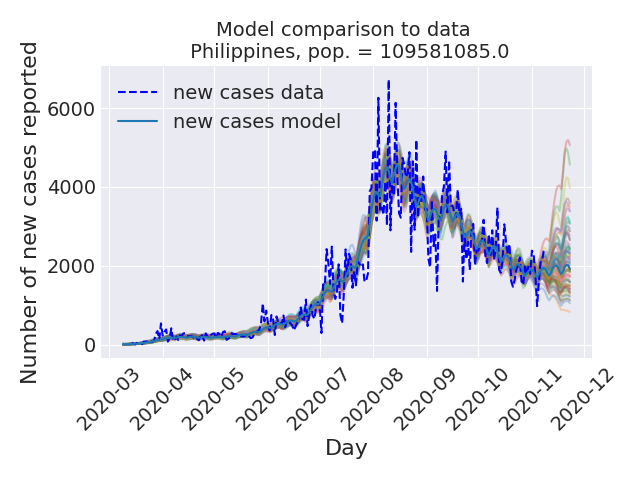 Model comparison to data
Philippines, pop. = 109581085.0
Number of new cases reported
6000
4000
2000
0
new cases data
new cases model
2020-03
2020-04
2020-05
2020-06
2020-07
2020-08
2020-09
2020-10
2020-11
2020-12
Day